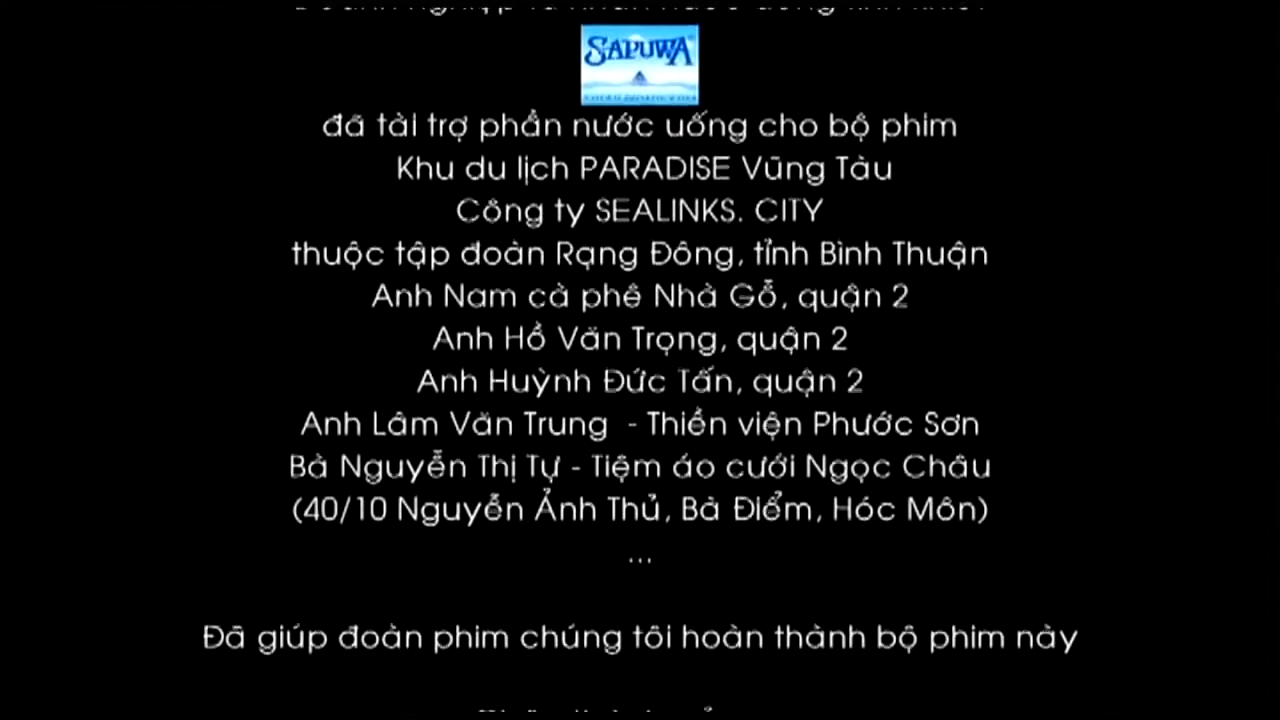 SAPUWA
đã tài trợ phần nước uống cho bộ phim
Khu du lịch PARADISE Vũng Tàu
Công ty SEALINKS. CITY
thuộc tập đoàn Rạng Đông, tỉnh Bình Thuận
Anh Nam cà phê Nhà Gỗ, quận 2
Anh Hồ Văn Trọng, quận 2
Anh Huỳnh Đức Tấn, quận 2
Anh Lâm Văn Trung - Thiền viện Phước Sơn
Bà Nguyễn Thị Tự - Tiệm áo cưới Ngọc Châu
(40/10 Nguyễn Ảnh Thủ, Bà Điểm, Hóc Môn)
...
Đã giúp đoàn phim chúng tôi hoàn thành bộ phim này